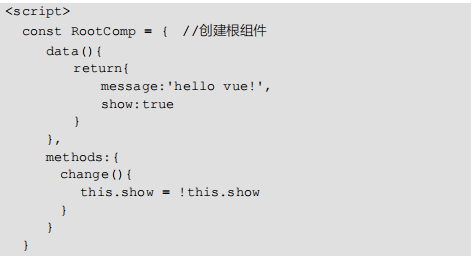 <script>
const RootComp = { //创建根组件
data(){
return{
message:'hello vue!',
show:true
}
},
methods:{
change(){
this.show = !this.show
}
}
}